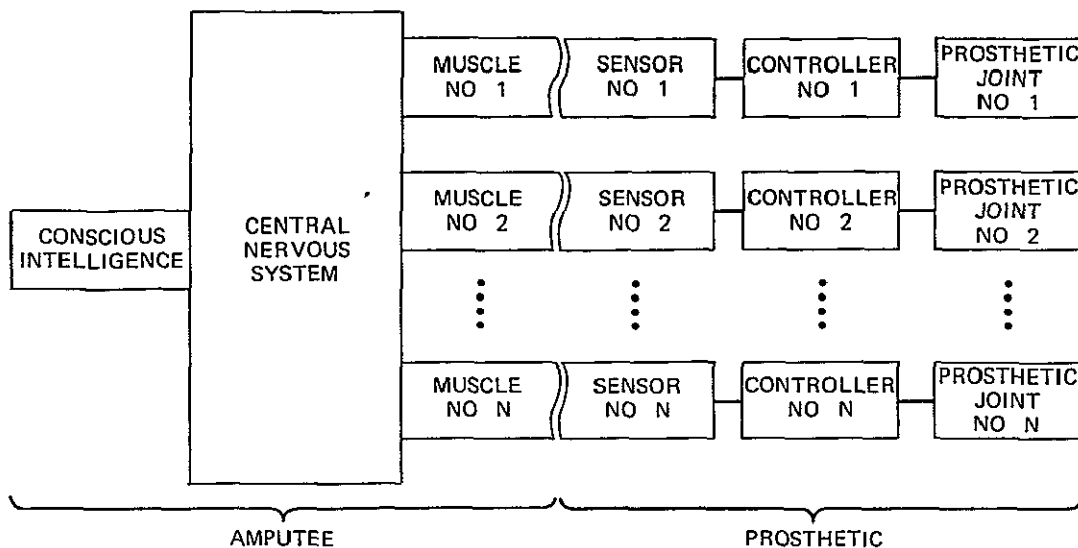 MUSCLE
NO 1
SENSOR
NO 1
CONTROLLER
NO 1
PROSTHETIC
JOINT
NO 1
MUSCLE
NO 2
SENSOR
NO 2
CONTROLLER
NO 2
PROSTHETIC
JOINT
NO 2
CONSCIOUS
INTELLIGENCE
CENTRAL
NERVOUS
SYSTEM
MUSCLE
NO N
SENSOR
NO N
CONTROLLER
NO N
PROSTHETIC
JOINT
NO N
AMPUTEE
PROSTHETIC